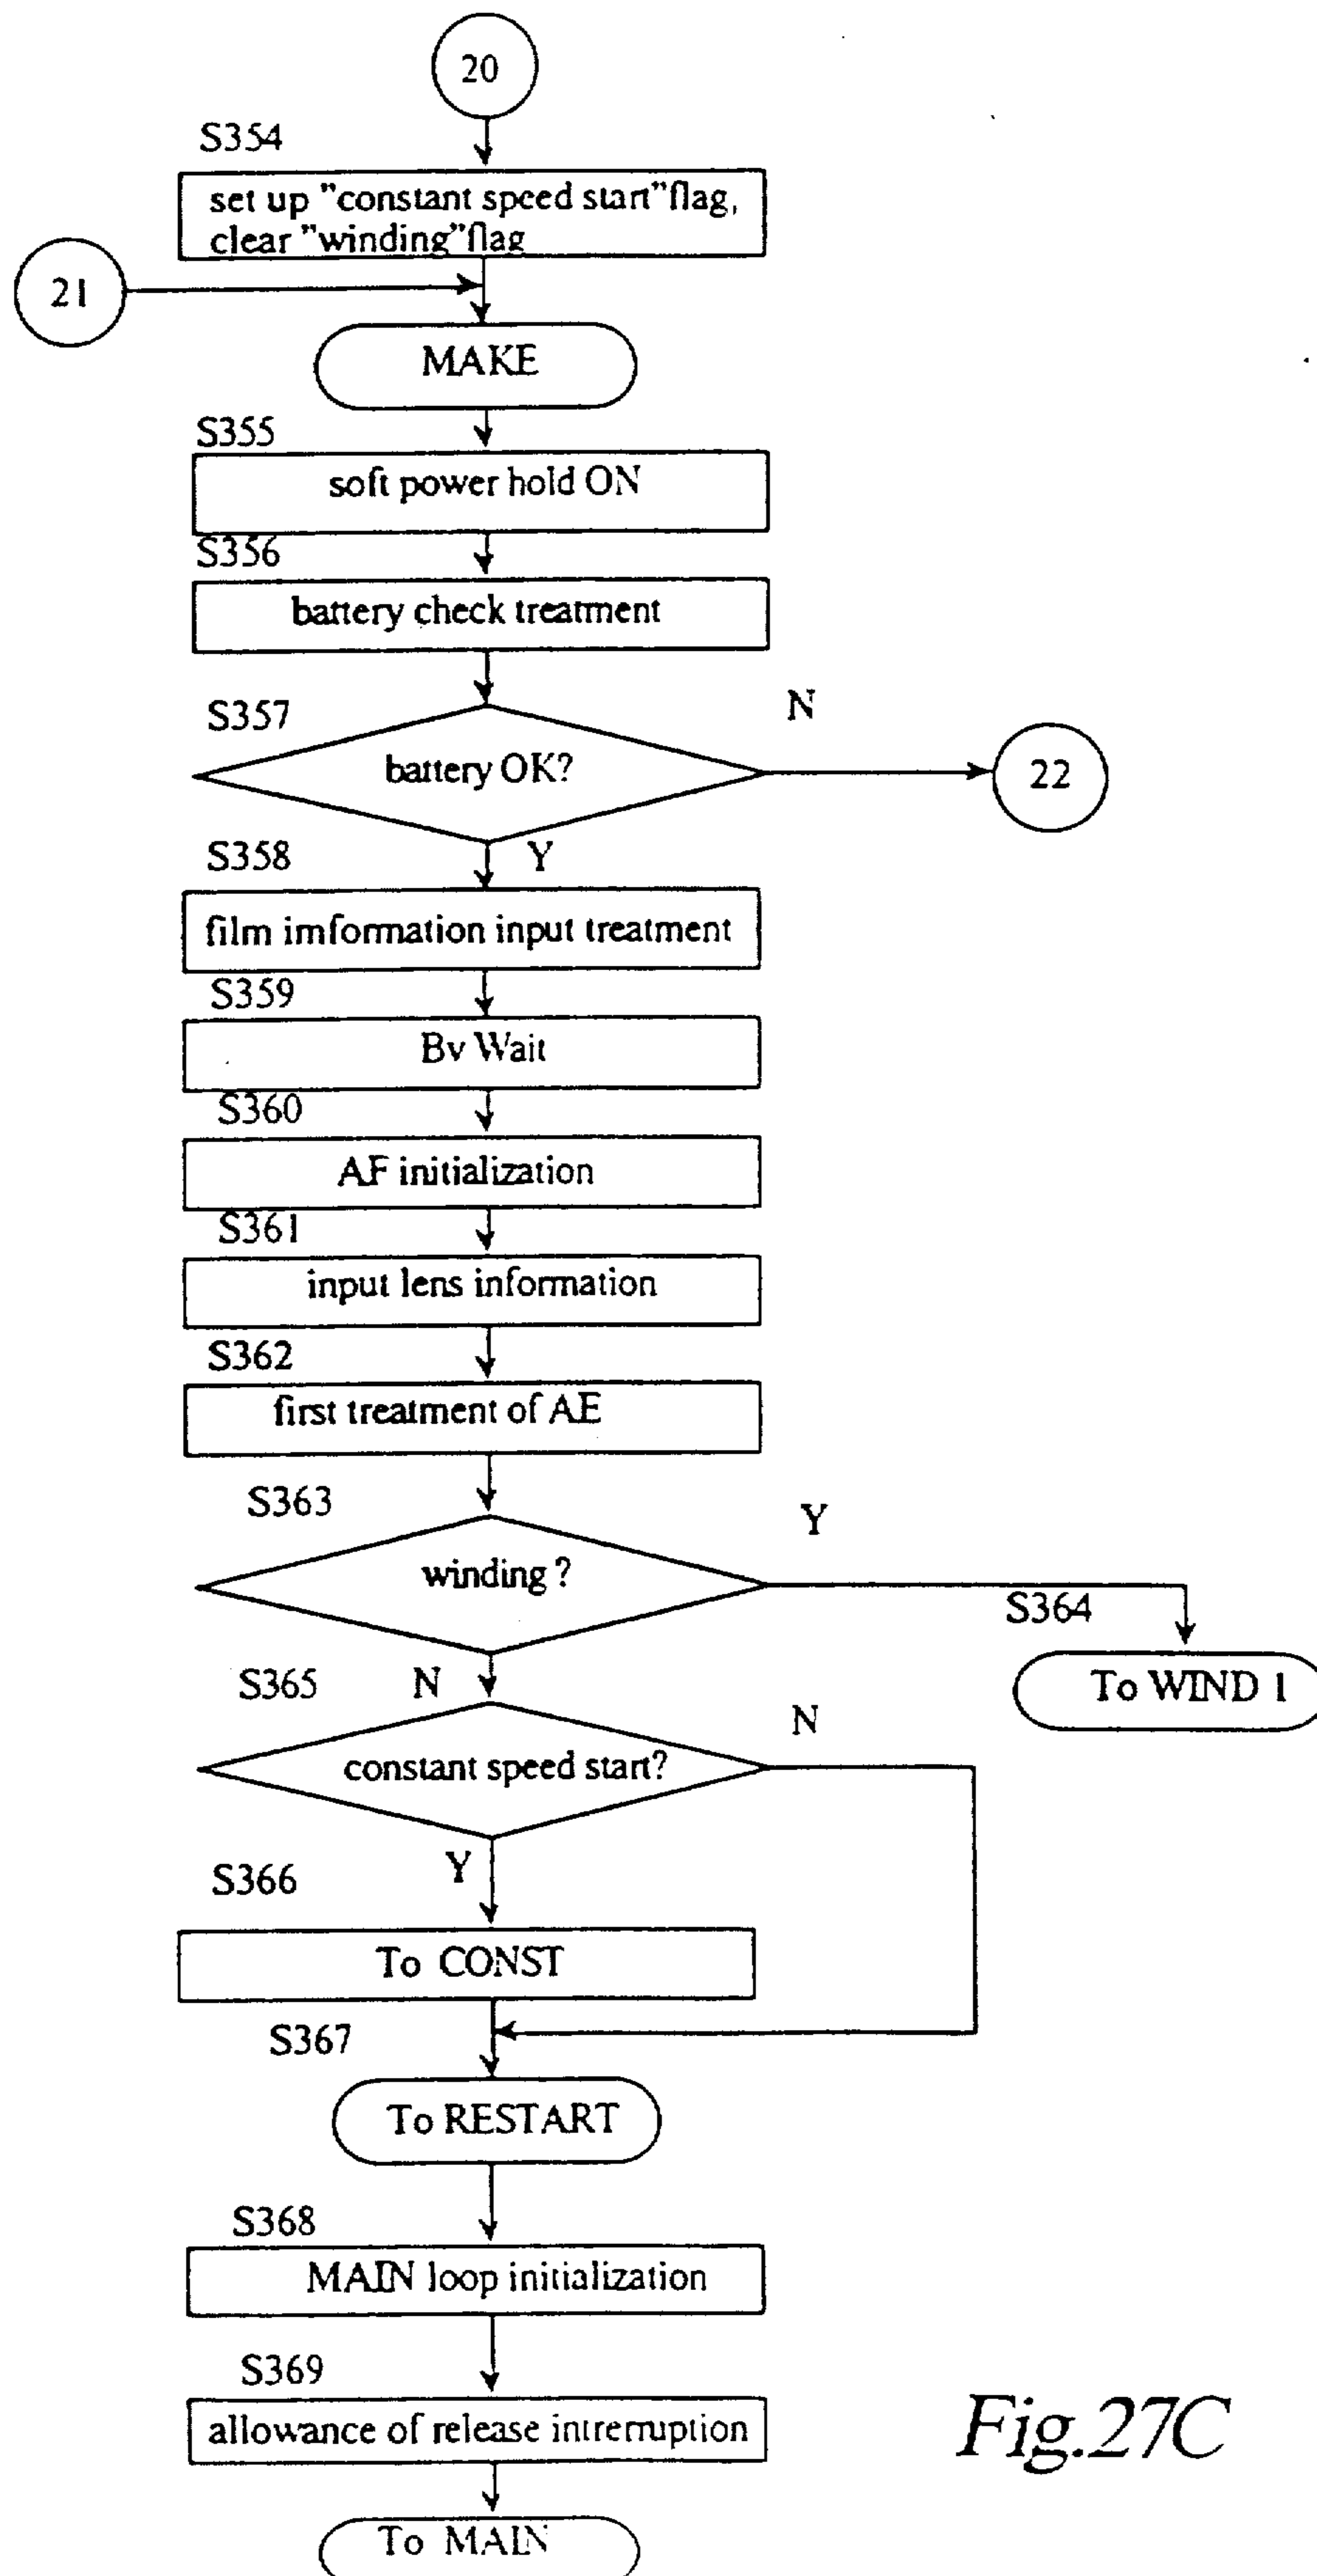 20
S354
set up "constant speed start"flag,
clear "winding"flag
21
MAKE
S355
soft power hold ON
S356
battery check treatment
S357
N
battery OK?
22
S358
Y
film imformation input treatment
S359
Bv Wait
S360
AF initialization
S361
input lens information
S362
first treatment of AE
S363
Y
winding ?
S364
To WIND 1
S365
N
N
constant speed start?
Y
S366
To CONST
S367
To RESTART
S368
MAIN loop initialization
S369
allowance of release intrerruption
Fig.27C
To MAIN